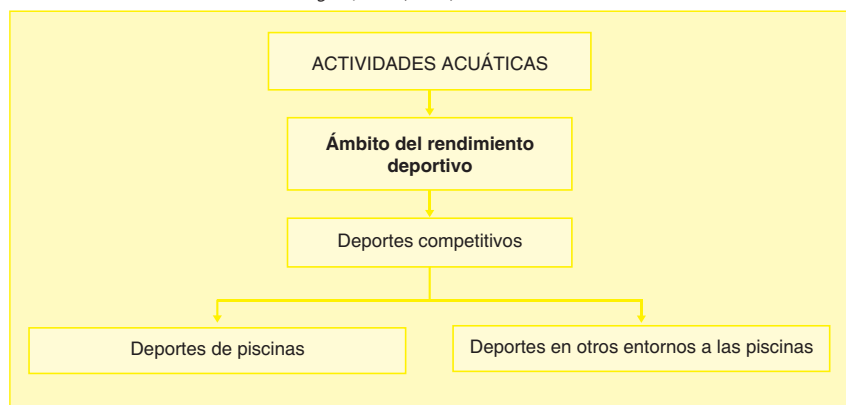 ACTIVIDADES ACUÁTICAS
Ámbito del rendimiento
deportivo
Deportes competitivos
Deportes de piscinas
Deportes en otros entornos a las piscinas